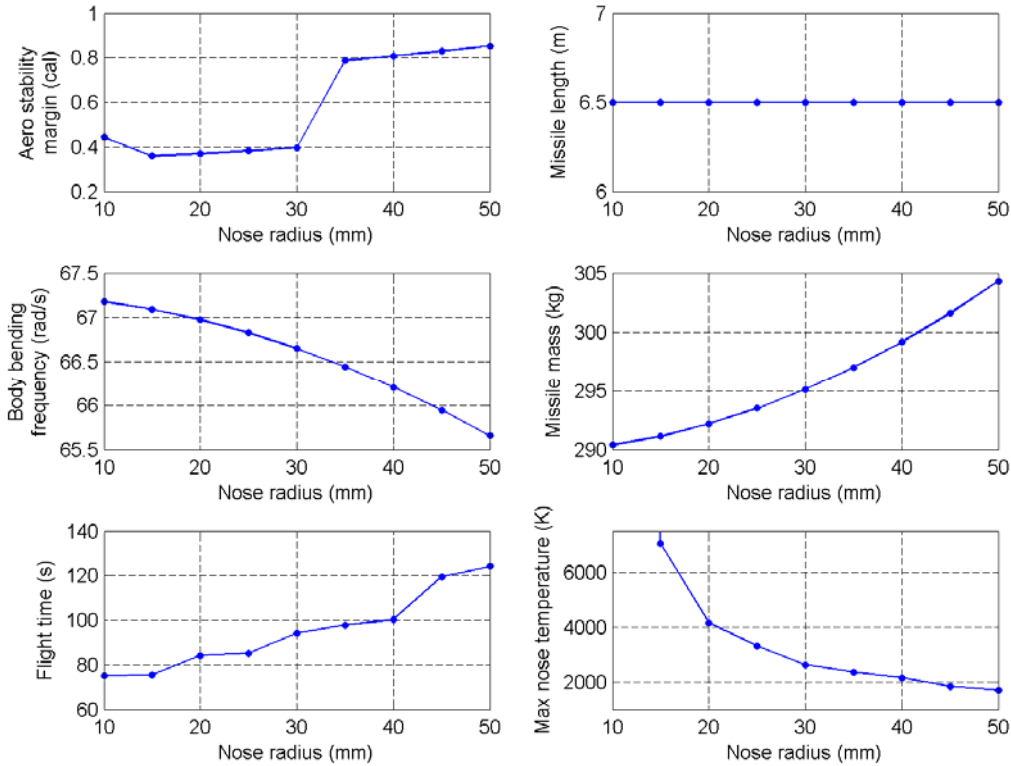 Aero stability
margin (cal)
1
0.8
0.6
0.4
0.2
10 20 30 40 50
Nose radius (mm)
Missile length (m)
7
6.5
6
10 20 30 40 50
Nose radius (mm)
Body bending
frequency (rad/s)
67.5
67
66.5
66
65.5
10 20 30 40 50
Nose radius (mm)
Missile mass (kg)
305
300
295
290
10 20 30 40 50
Nose radius (mm)
Flight time (s)
140
120
100
80
60
10 20 30 40 50
Nose radius (mm)
Max nose temperature (K)
6000
4000
2000
10 20 30 40 50
Nose radius (mm)